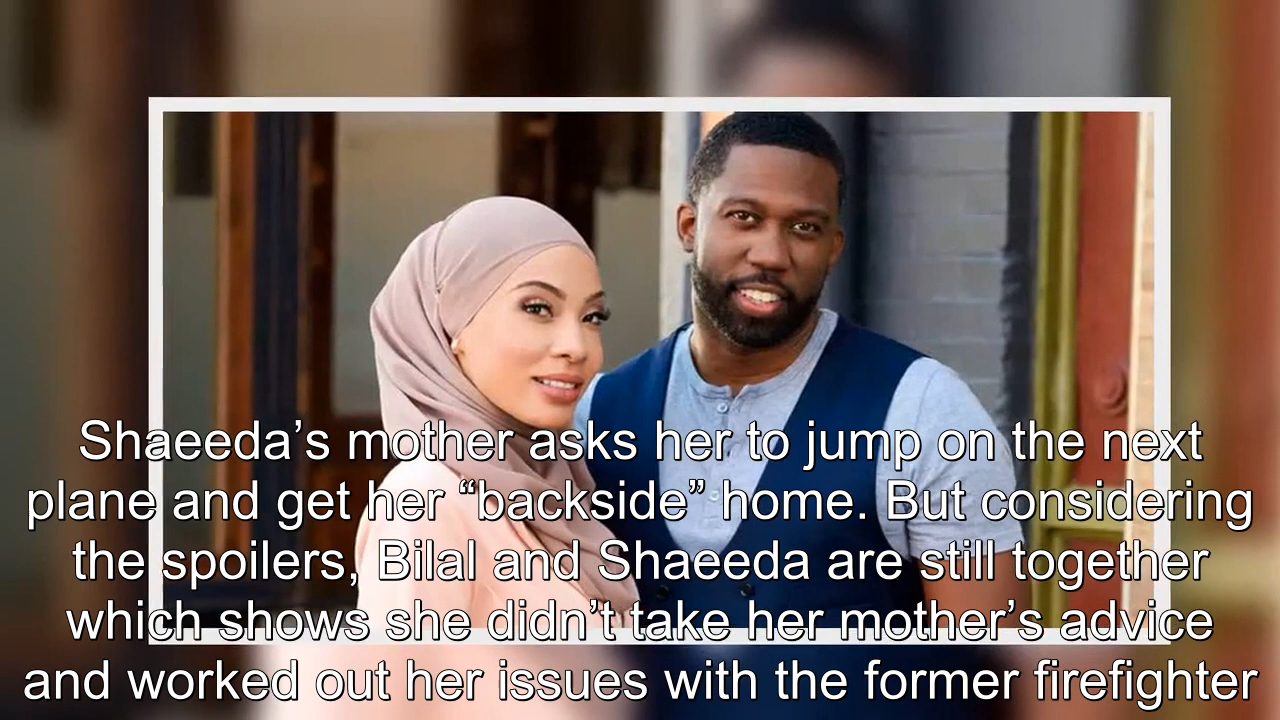 Shaeeda’s mother asks her to jump on the next
plane and get her “backside” home. But considering
the spoilers, Bilal and Shaeeda are still together
which shows she didn’t take her mother’s advice
and worked out her issues with the former firefighter